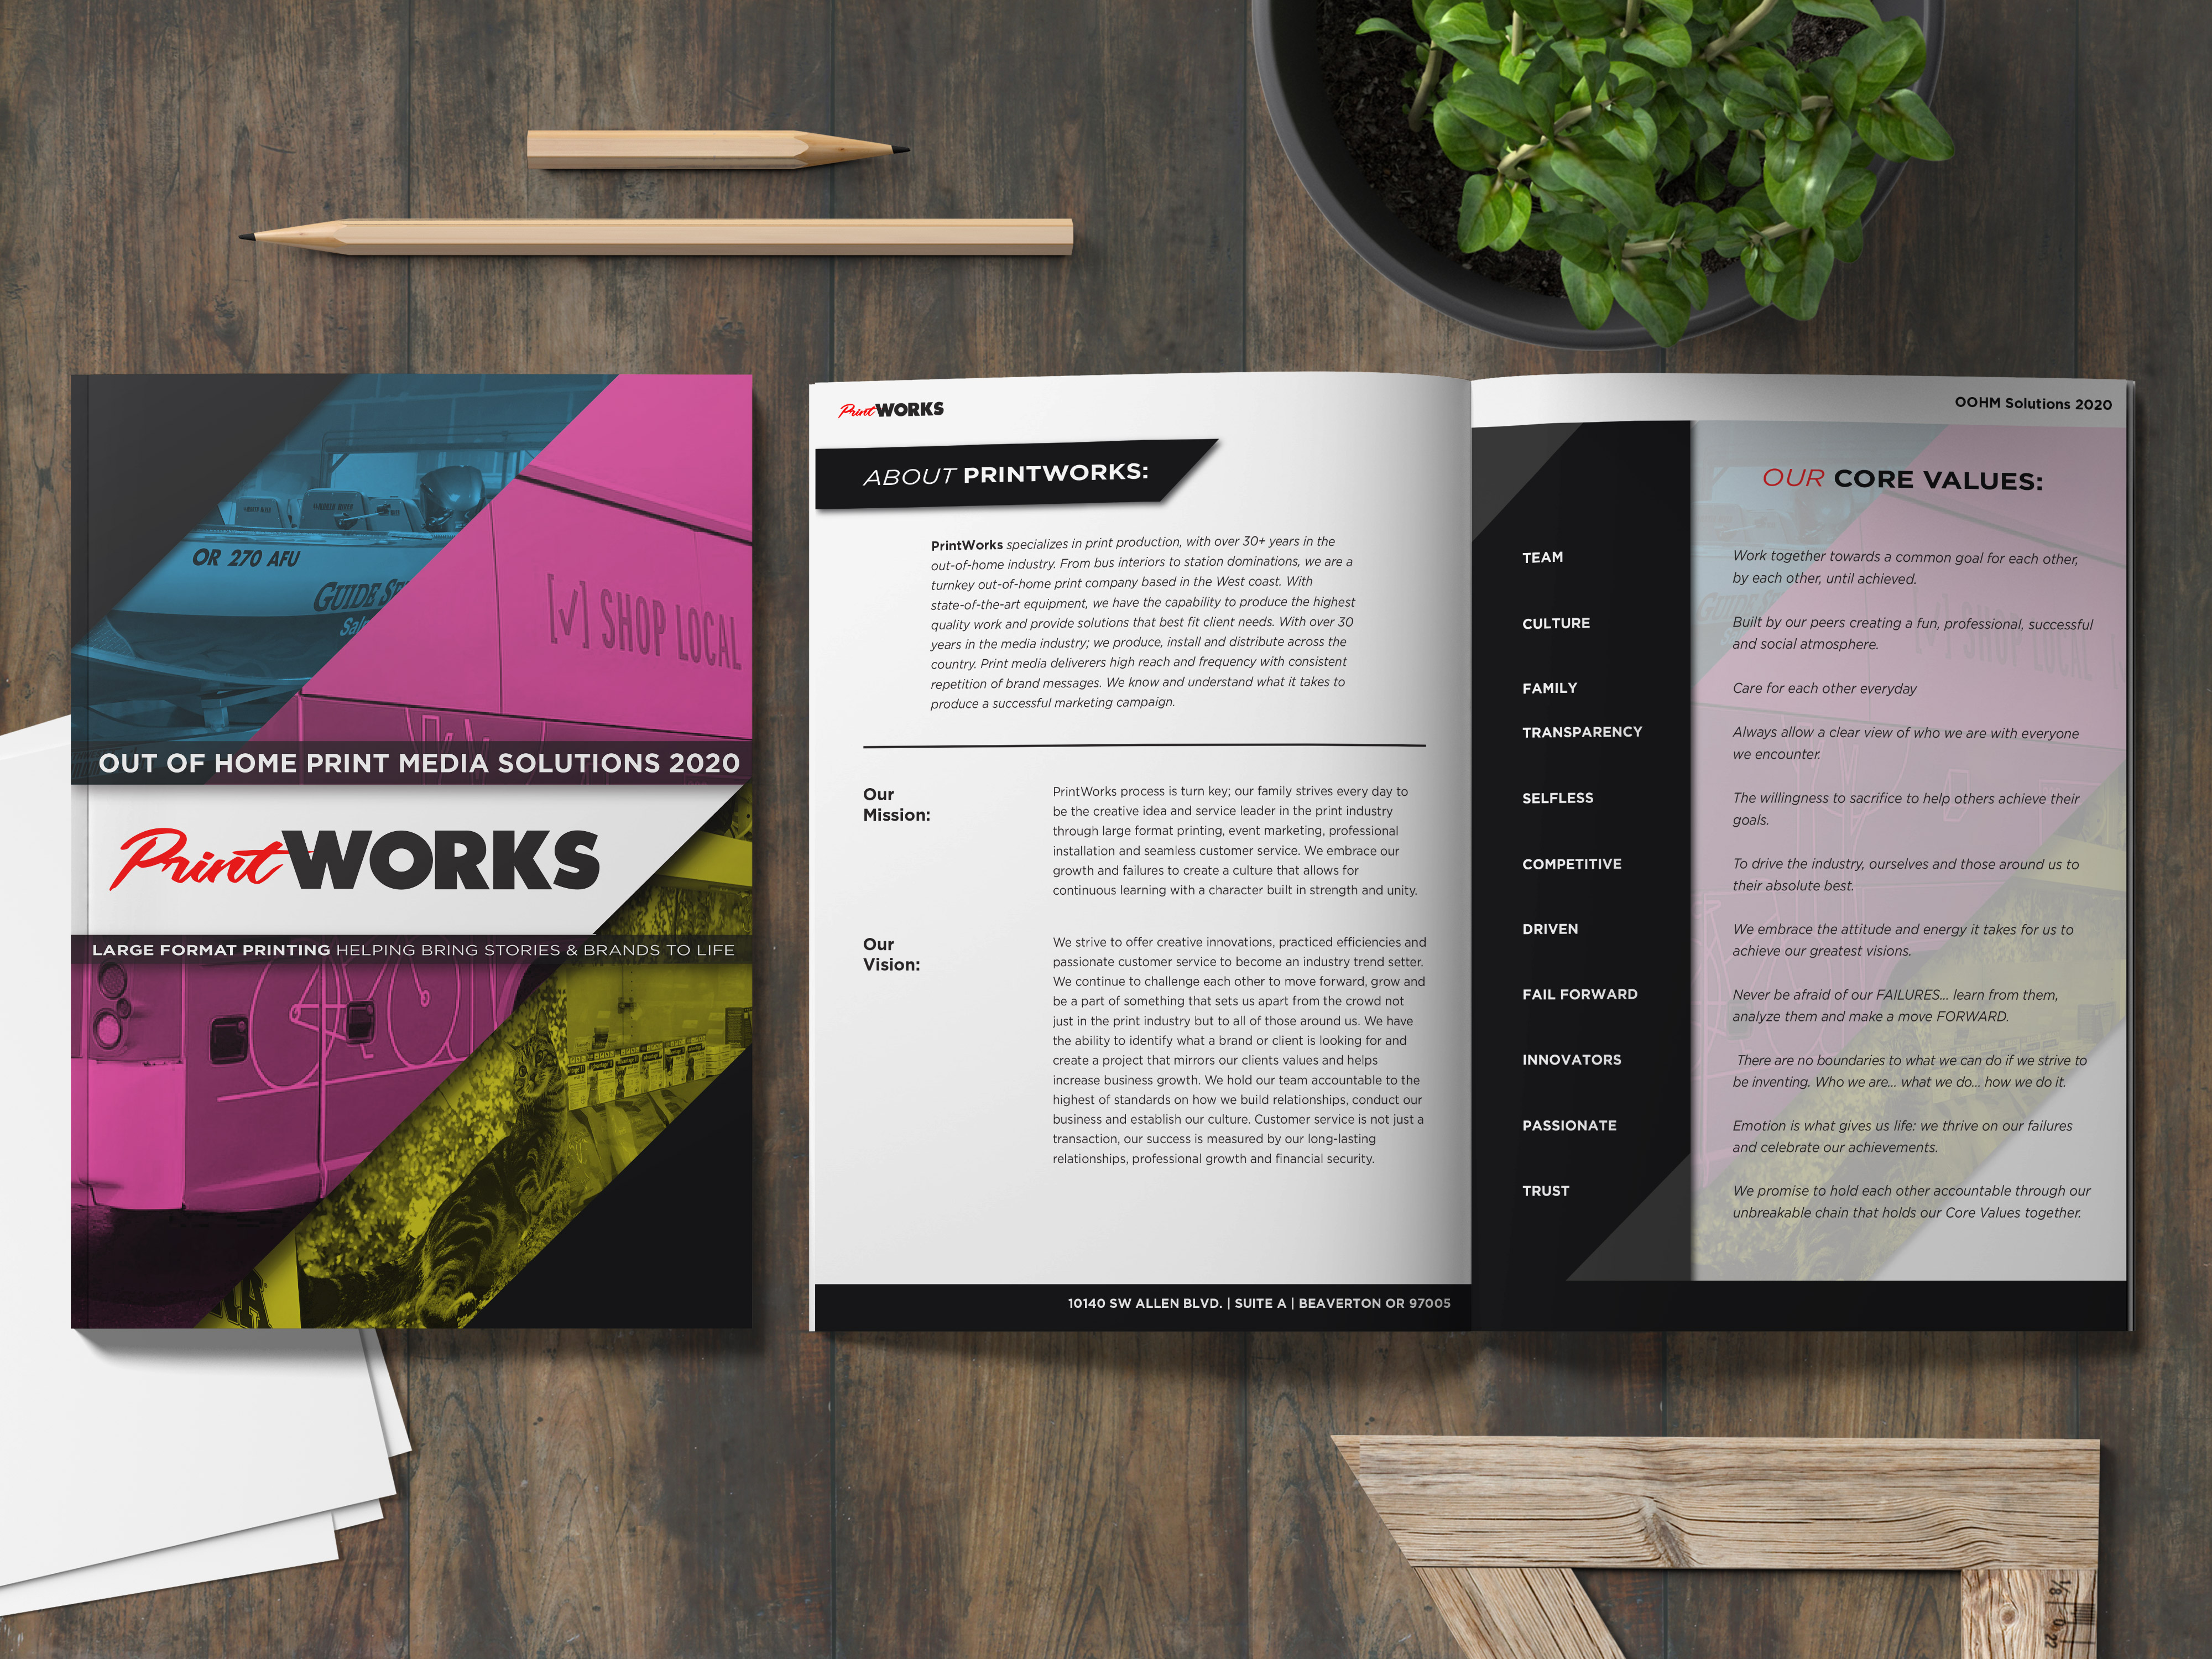 OR 270 AFU
GUIDE
[√] SHOP LOCAL
OUT OF HOME PRINT MEDIA SOLUTIONS 2020
PrintWORKS
LARGE FORMAT PRINTING HELPING BRING STORIES & BRANDS TO LIFE
PrintWORKS
ABOUT PRINTWORKS:
PrintWorks specializes in print production, with over 30+ years in the
out-of-home industry. From bus interiors to station dominations, we are a
turnkey out-of-home print company based in the West coast. With
state-of-the-art equipment, we have the capability to produce the highest
quality work and provide solutions that best fit client needs. With over 30
years in the media industry; we produce, install and distribute across the
country. Print media deliverers high reach and frequency with consistent
repetition of brand messages. We know and understand what it takes to
produce a successful marketing campaign.
Our
Mission:
PrintWorks process is turn key; our family strives every day to
be the creative idea and service leader in the print industry
through large format printing, event marketing, professional
installation and seamless customer service. We embrace our
growth and failures to create a culture that allows for
continuous learning with a character built in strength and unity.
Our
Vision:
We strive to offer creative innovations, practiced efficiencies and
passionate customer service to become an industry trend setter.
We continue to challenge each other to move forward, grow and
be a part of something that sets us apart from the crowd not
just in the print industry but to all of those around us. We have
the ability to identify what a brand or client is looking for and
create a project that mirrors our clients values and helps
increase business growth. We hold our team accountable to the
highest of standards on how we build relationships, conduct our
business and establish our culture. Customer service is not just a
transaction, our success is measured by our long-lasting
relationships, professional growth and financial security.
10140 SW ALLEN BLVD. | SUITE A | BEAVERTON OR 97005
OOHM Solutions 2020
OUR CORE VALUES:
TEAM
Work together towards a common goal for each other,
by each other, until achieved.
CULTURE
Built by our peers creating a fun, professional, successful
and social atmosphere.
FAMILY
Care for each other everyday
TRANSPARENCY
Always allow a clear view of who we are with everyone
we encounter.
SELFLESS
The willingness to sacrifice to help others achieve their
goals.
COMPETITIVE
To drive the industry, ourselves and those around us to
their absolute best.
DRIVEN
We embrace the attitude and energy it takes for us to
achieve our greatest visions.
FAIL FORWARD
Never be afraid of our FAILURES... learn from them,
analyze them and make a move FORWARD.
INNOVATORS
There are no boundaries to what we can do if we strive to
be inventing. Who we are... what we do... how we do it.
PASSIONATE
Emotion is what gives us life: we thrive on our failures
and celebrate our achievements.
TRUST
We promise to hold each other accountable through our
unbreakable chain that holds our Core Values together.